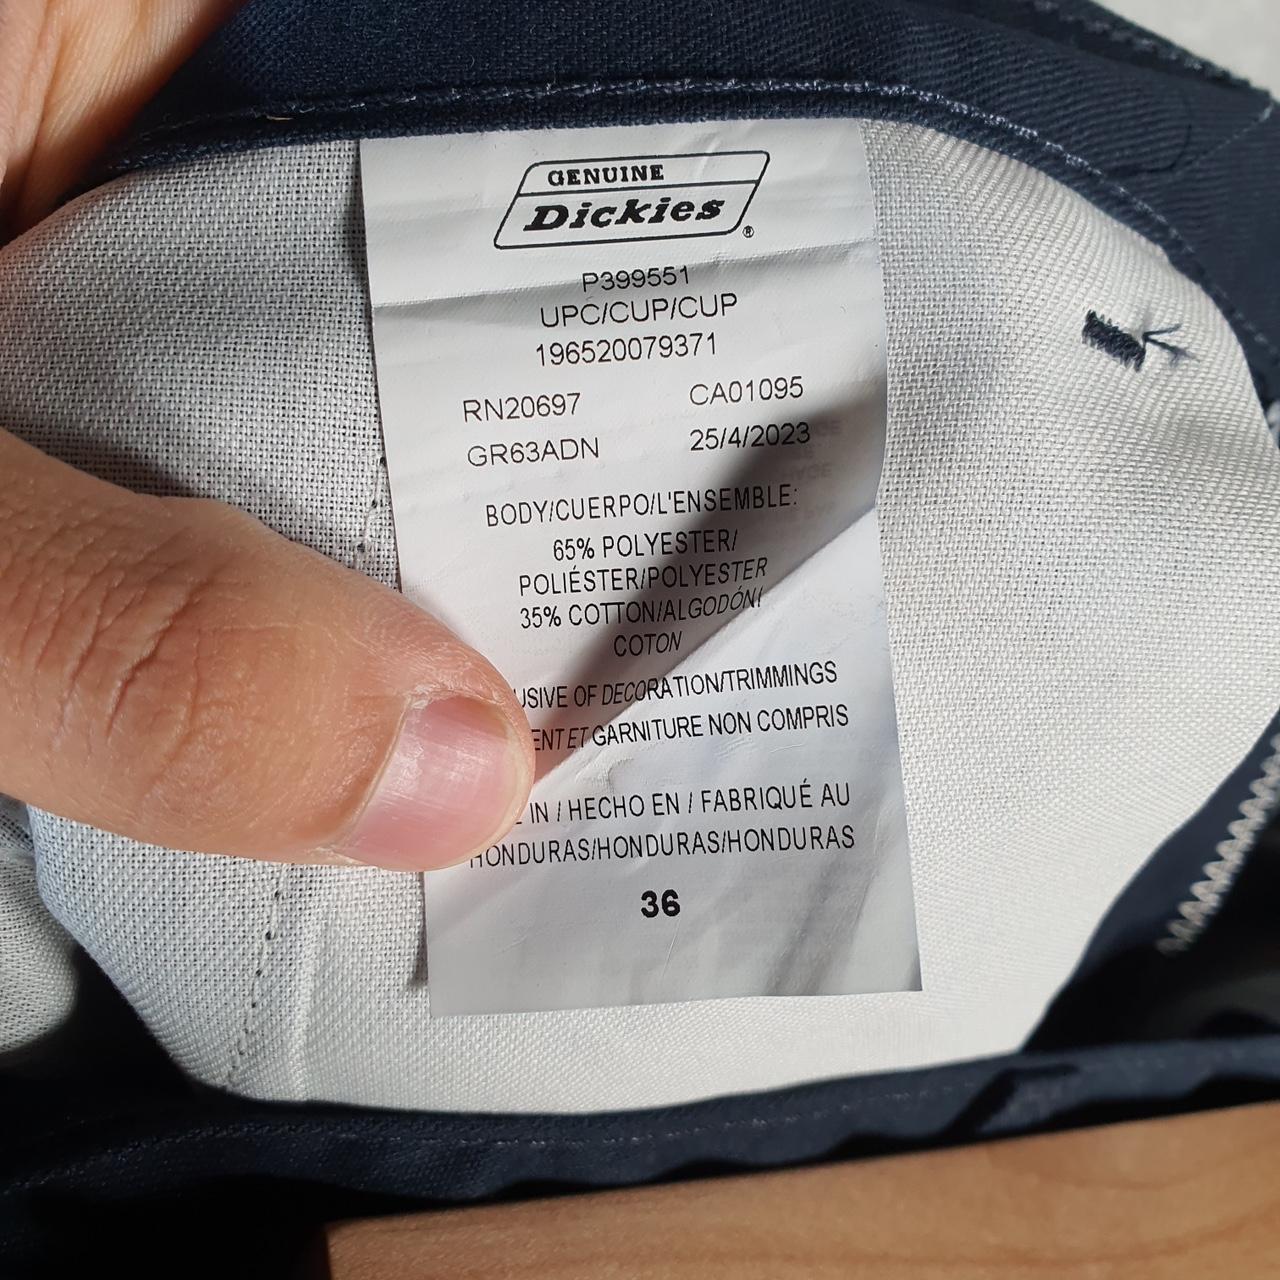 GENUINE
Dickies
®
P399551
UPC/CUP/CUP
196520079371
RN20697 CA01095
GR63ADN 25/4/2023
BODY/CUERPO/L'ENSEMBLE:
65% POLYESTER/
POLIÉSTER/POLYESTER
35% COTTON/ALGODÓN/
COTON
USIVE OF DECORATION/TRIMMINGS
ENT ET GARNITURE NON COMPRIS
E IN / HECHO EN / FABRIQUÉ AU
HONDURAS/HONDURAS/HONDURAS
36